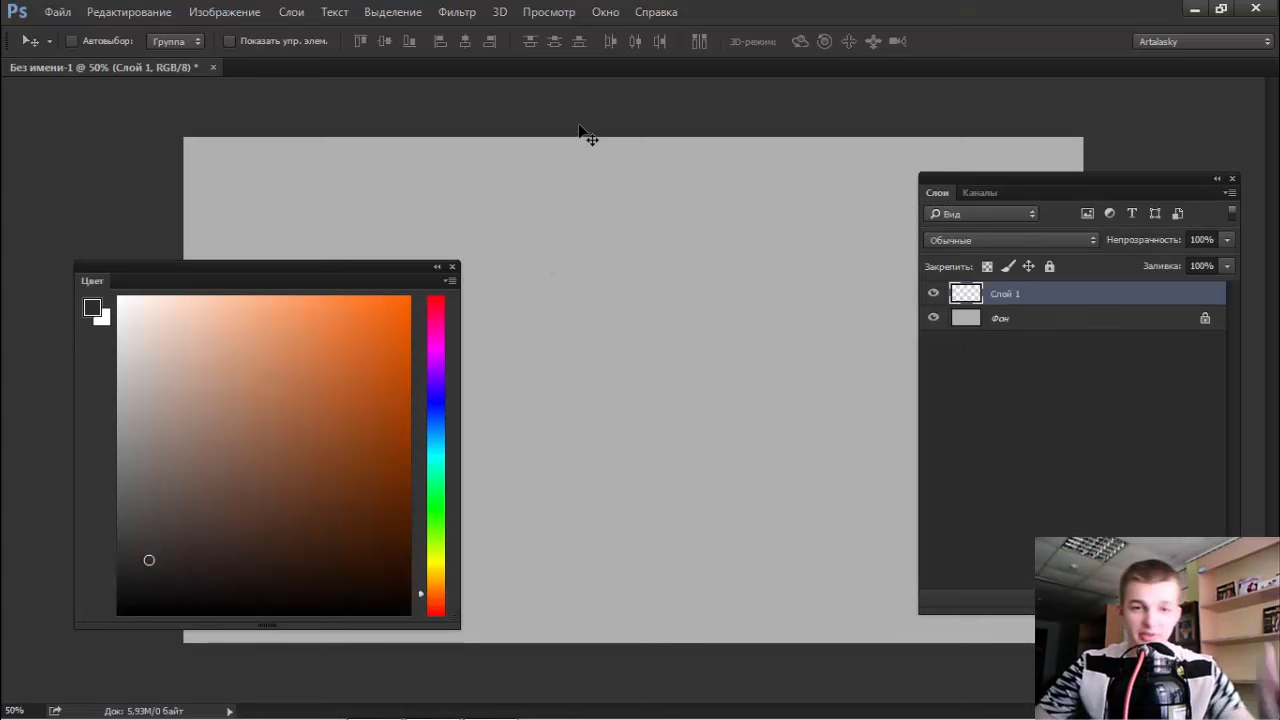 Ps Файл Редактирование Изображение Слои Текст Выделение Фильтр 3D Просмотр Окно Справка
Автовыбор: Группа Показать упр. элем. 3D-режим: Artalasky
Без имени-1 @ 50% (Слой 1, RGB/8) *
Слои Каналы
Вид
Обычные Непрозрачность: 100%
Закрепить: Заливка: 100%
Слой 1
Фон
Цвет
50% Док: 5,93M/0 байт